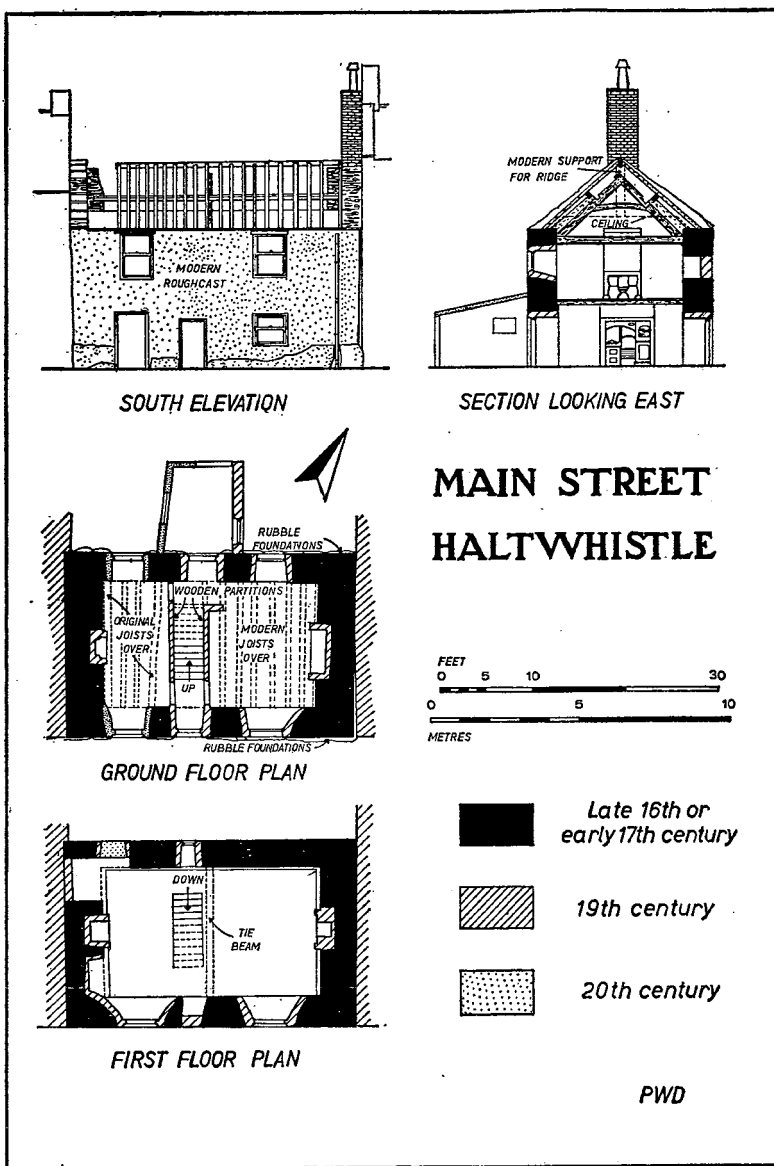 MODERN SUPPORT
FOR RIDGE
CEILING
MODERN
ROUGHCAST
SOUTH ELEVATION
SECTION LOOKING EAST
MAIN STREET
HALTWHISTLE
RUBBLE
FOUNDATIONS
WOODEN PARTITIONS
ORIGINAL
JOISTS
OVER
MODERN
JOISTS
OVER
UP
RUBBLE FOUNDATIONS
GROUND FLOOR PLAN
FEET
0 5 10 30
0 5 10
METRES
DOWN
TIE
BEAM
FIRST FLOOR PLAN
Late 16th or
early 17th century
19th century
20th century
PWD